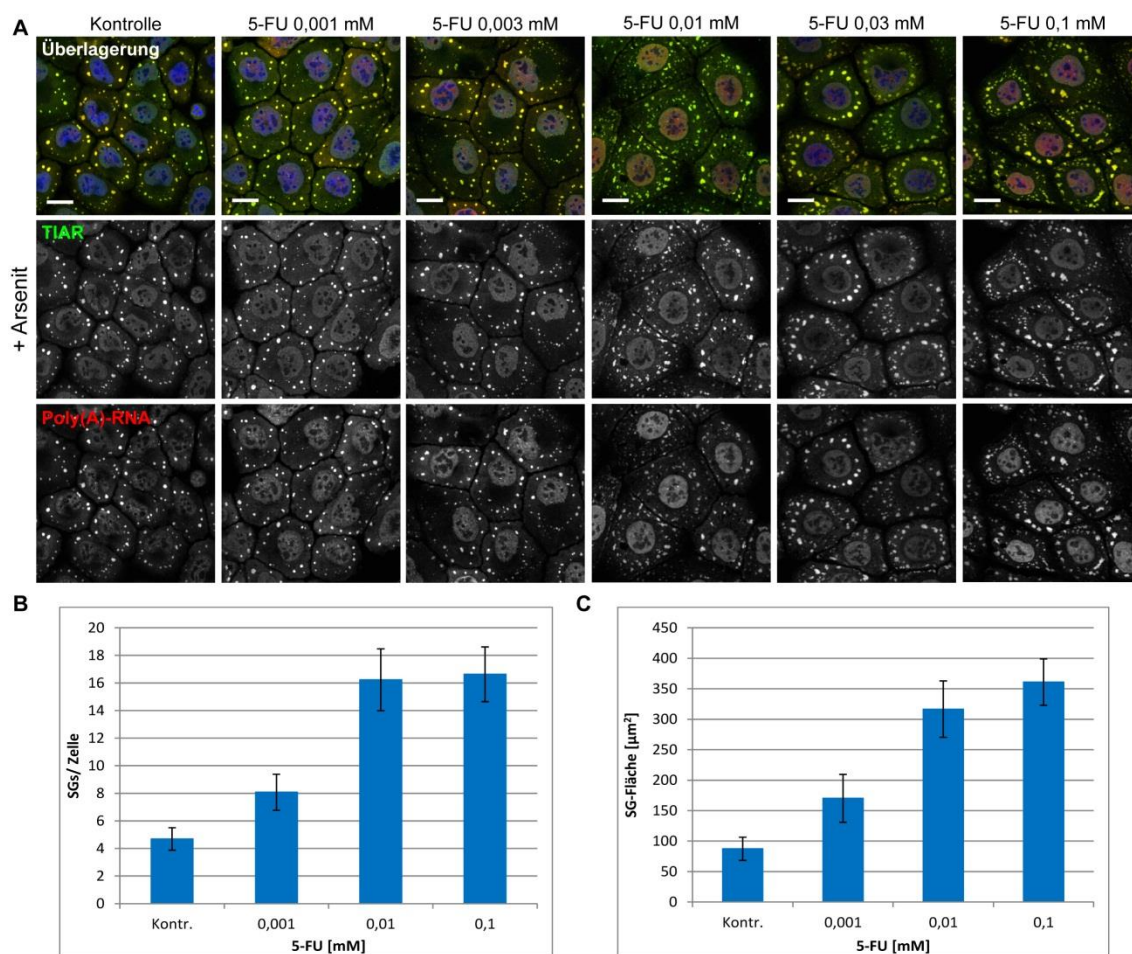 A
Kontrolle 5-FU 0,001 mM 5-FU 0,003 mM 5-FU 0,01 mM 5-FU 0,03 mM 5-FU 0,1 mM
Überlagerung
+ Arsenit
TIAR
Poly(A)-RNA
B
20
18
16
14
12
10
8
6
4
2
0
SGs/ Zelle
Kontr. 0,001 0,01 0,1
5-FU [mM]
C
450
400
350
300
250
200
150
100
50
0
SG-Fläche [µm²]
Kontr. 0,001 0,01 0,1
5-FU [mM]